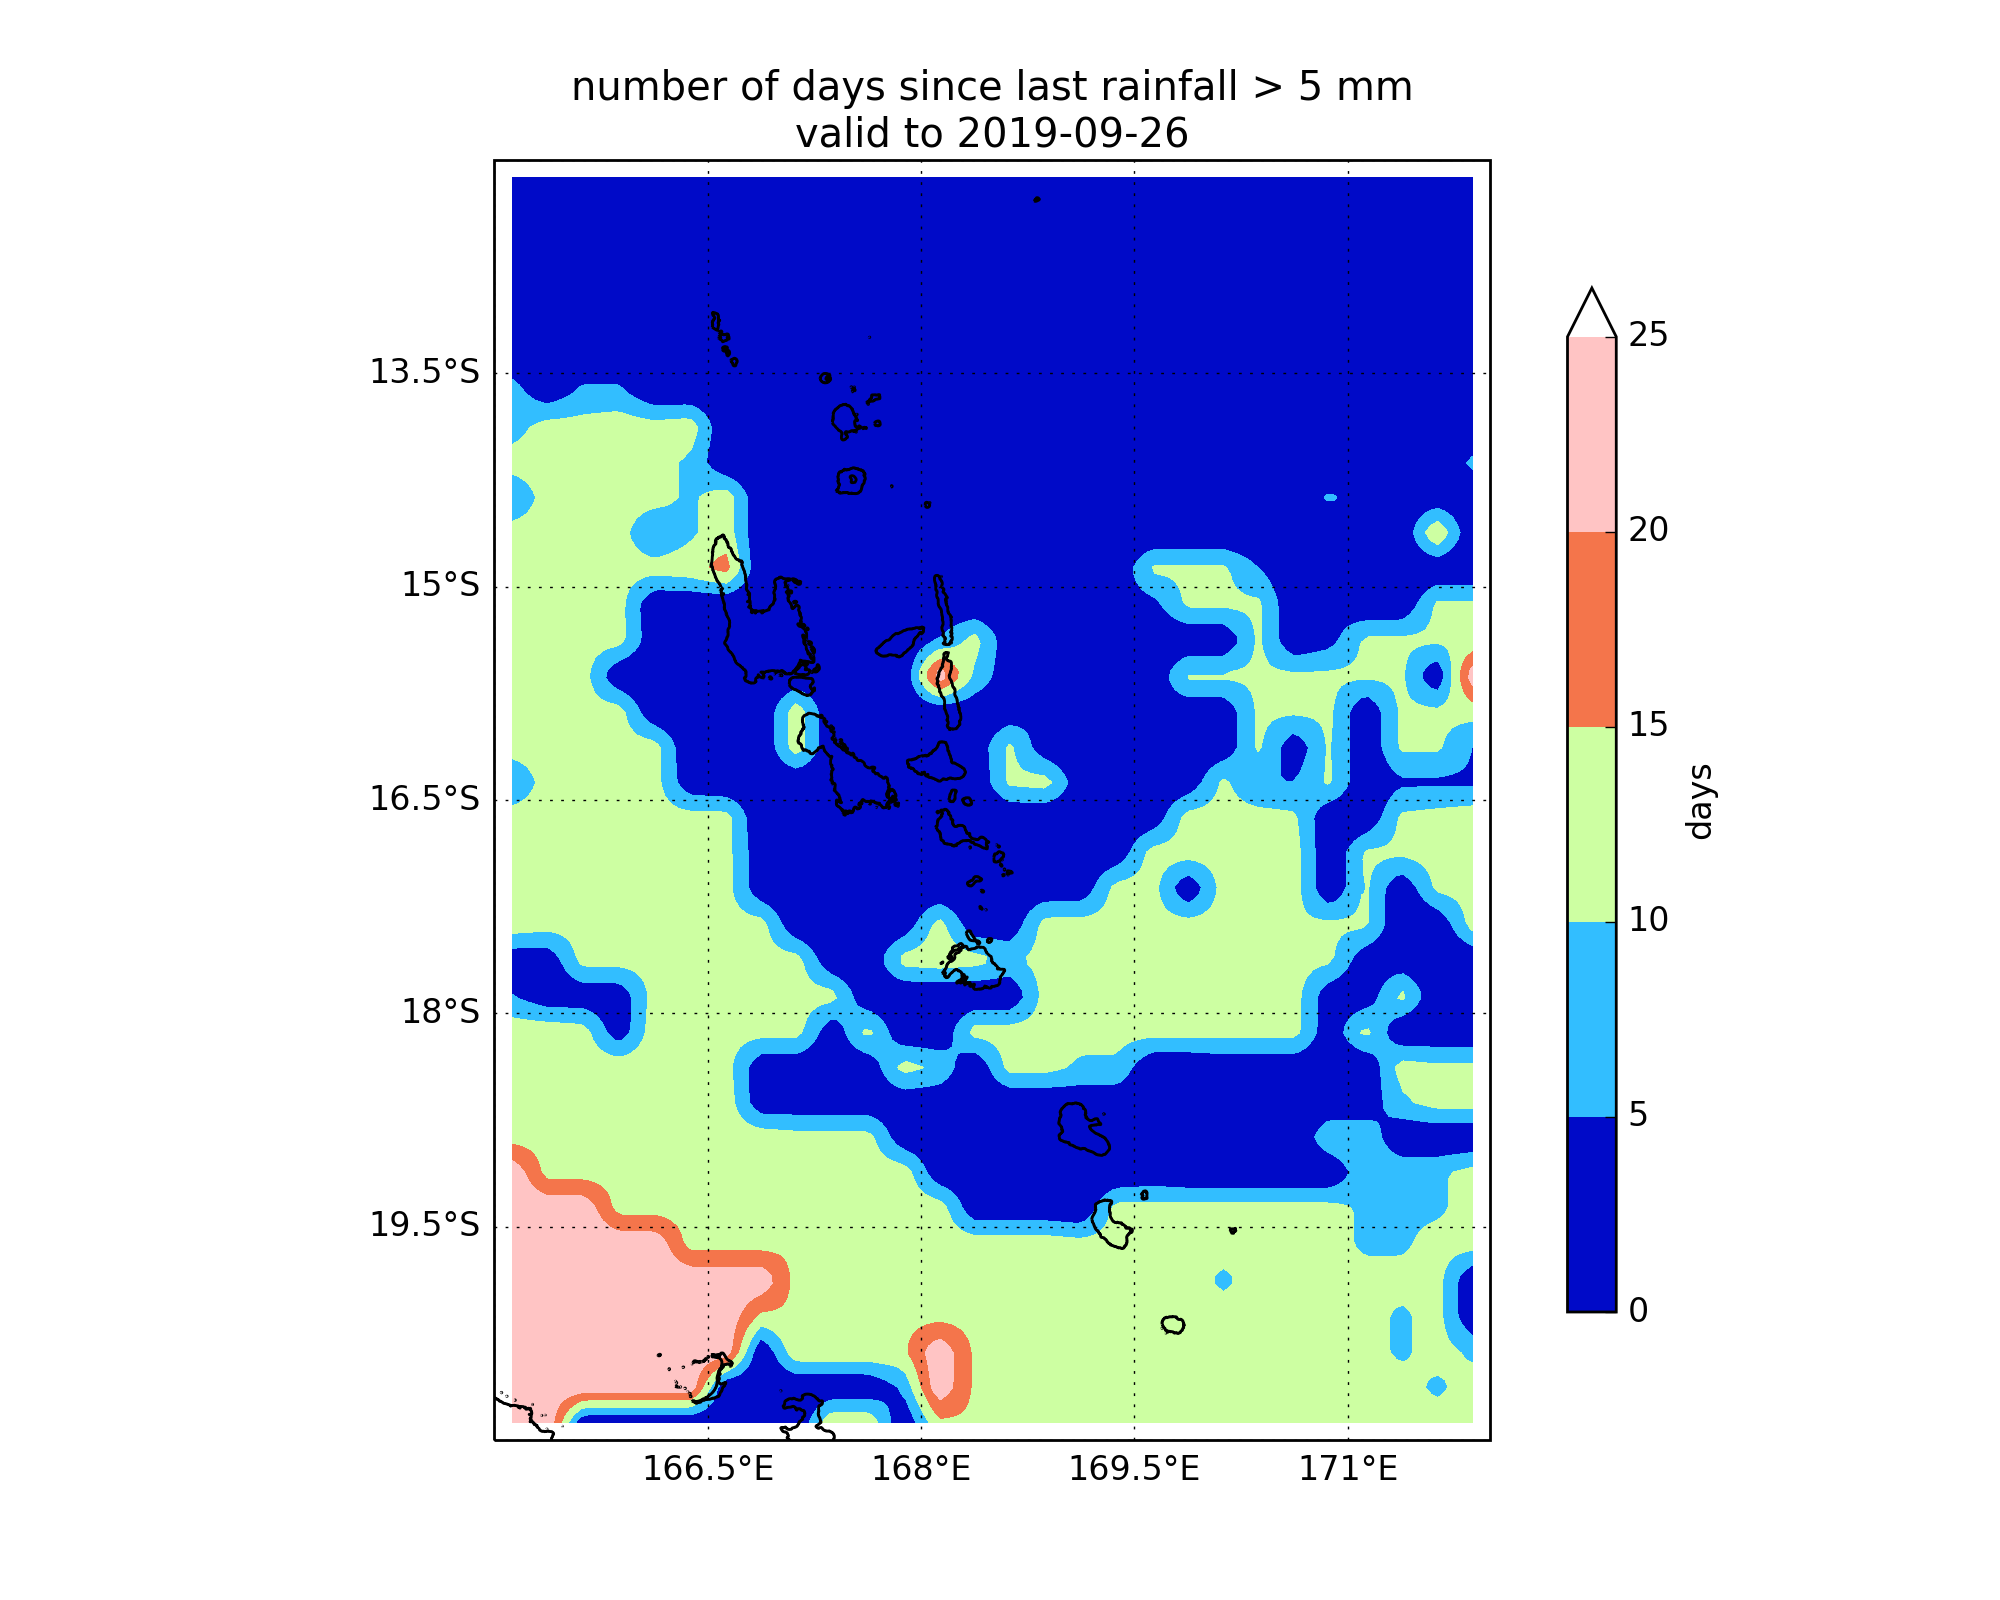 number of days since last rainfall > 5 mm
valid to 2019-09-26
13.5°S
15°S
16.5°S
18°S
19.5°S
166.5°E
168°E
169.5°E
171°E
25
20
15
10
5
0
days